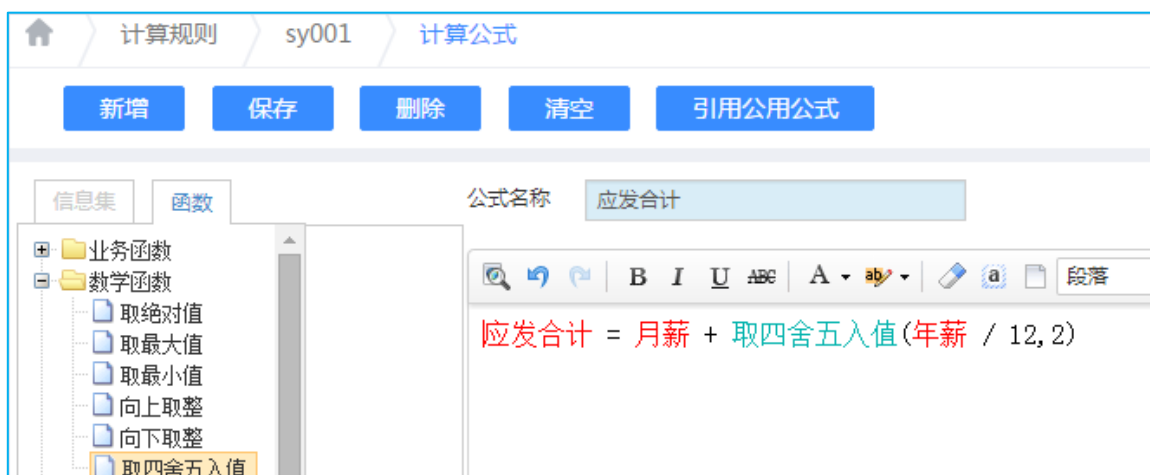 计算规则 sy001 计算公式
新增 保存 删除 清空 引用公用公式
信息集 函数
公式名称 应发合计
业务函数
数学函数
取绝对值
取最大值
取最小值
向上取整
向下取整
取四舍五入值
B I U ABC A ab a 段落
应发合计 = 月薪 + 取四舍五入值(年薪 / 12,2)